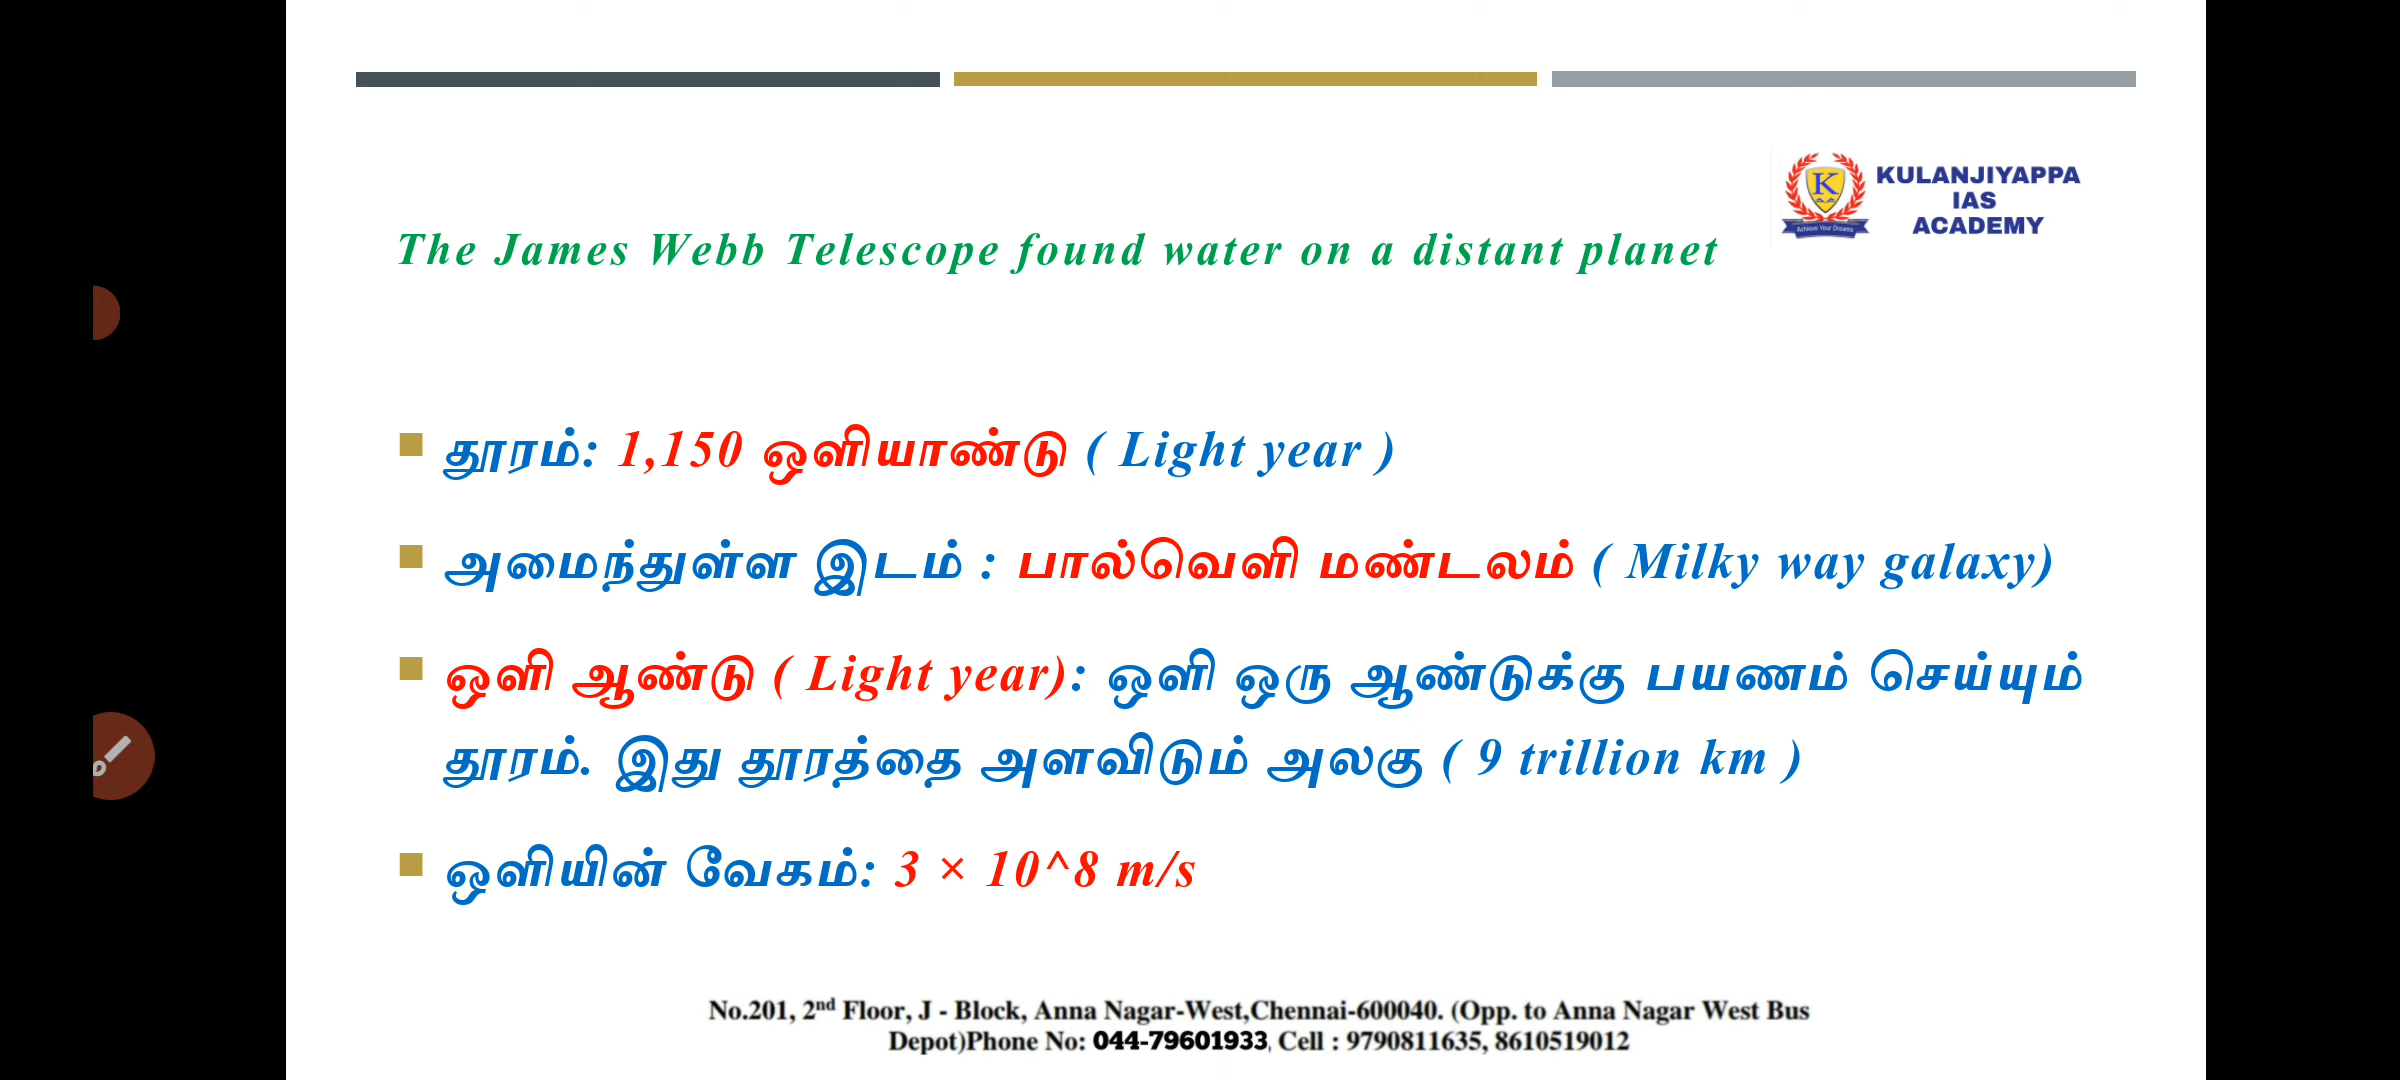 KULANJIYAPPA
IAS
ACADEMY
K
Achieve Your Dreams
The James Webb Telescope found water on a distant planet
தூரம்: 1,150 ஒளியாண்டு ( Light year )
அமைந்துள்ள இடம் : பால்வெளி மண்டலம் ( Milky way galaxy)
ஒளி ஆண்டு ( Light year): ஒளி ஒரு ஆண்டுக்கு பயணம் செய்யும்
தூரம். இது தூரத்தை அளவிடும் அலகு ( 9 trillion km )
ஒளியின் வேகம்: 3 × 10^8 m/s
No.201, 2nd Floor, J - Block, Anna Nagar-West,Chennai-600040. (Opp. to Anna Nagar West Bus
Depot)Phone No: 044-79601933, Cell : 9790811635, 8610519012